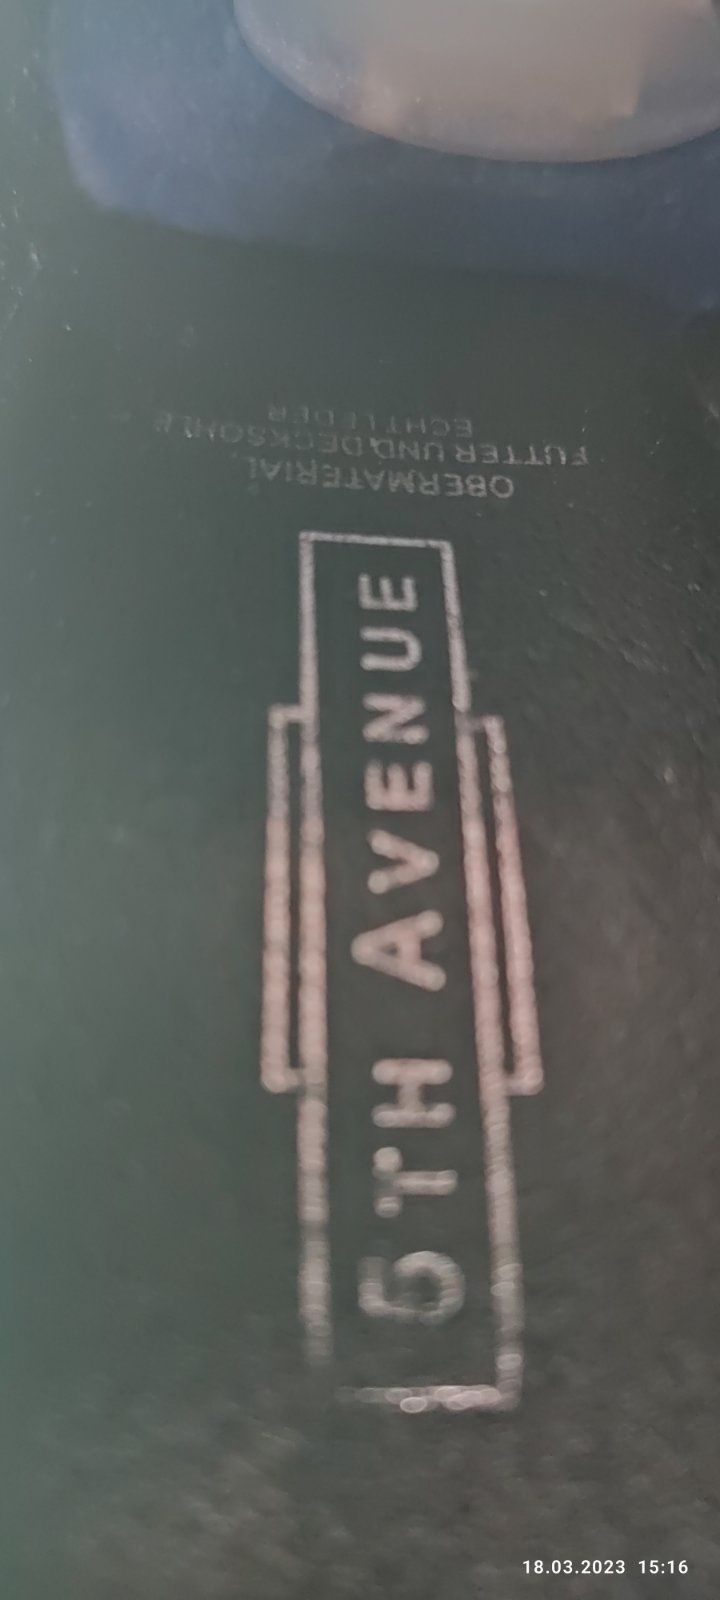 5TH AVENUE
OBERMATERIAL,
FUTTER UND DECKSOHLE
ECHTLEDER
18.03.2023 15:16